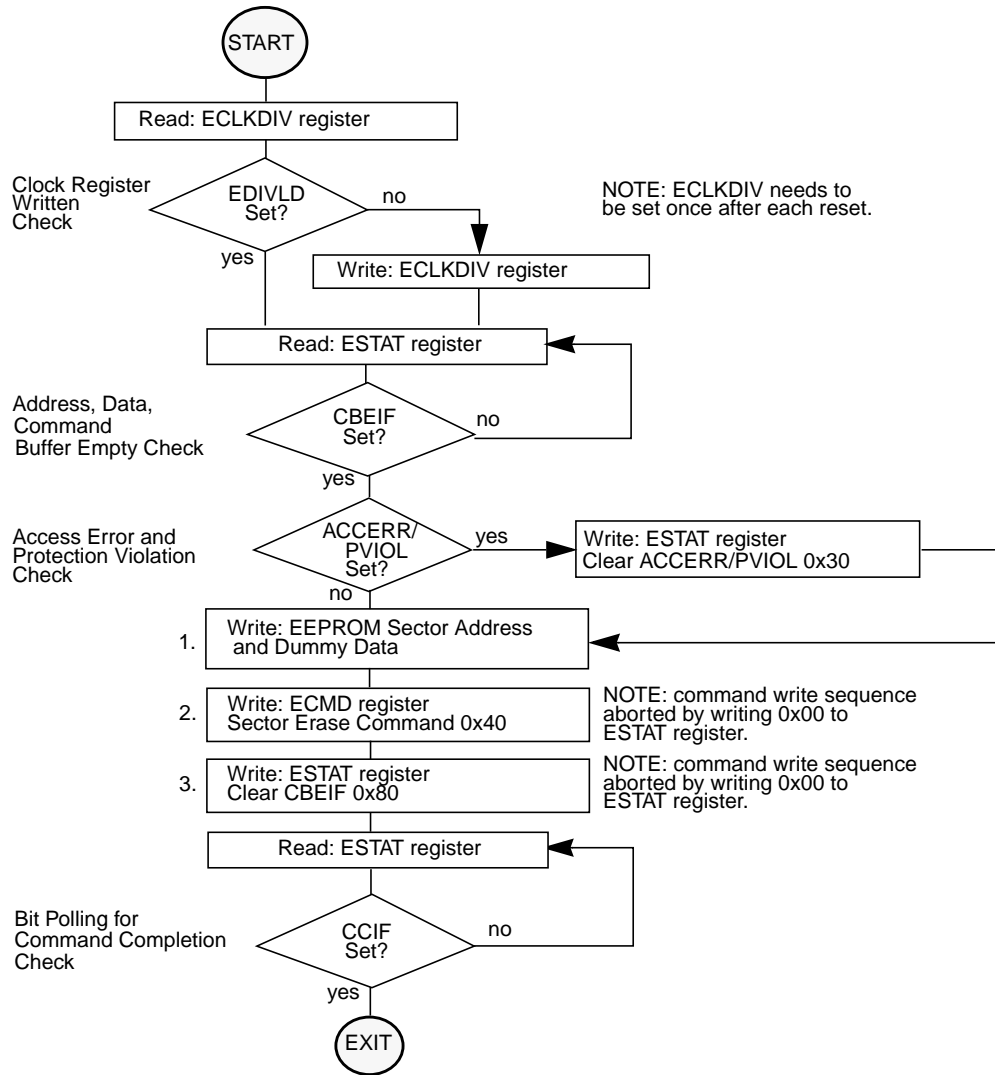 START
Read: ECLKDIV register
Clock Register
Written
Check
EDIVLD
Set?
no
yes
NOTE: ECLKDIV needs to
be set once after each reset.
Write: ECLKDIV register
Read: ESTAT register
Address, Data,
Command
Buffer Empty Check
CBEIF
Set?
no
yes
Access Error and
Protection Violation
Check
ACCERR/
PVIOL
Set?
yes
no
Write: ESTAT register
Clear ACCERR/PVIOL 0x30
1.
Write: EEPROM Sector Address
and Dummy Data
2.
Write: ECMD register
Sector Erase Command 0x40
NOTE: command write sequence
aborted by writing 0x00 to
ESTAT register.
3.
Write: ESTAT register
Clear CBEIF 0x80
NOTE: command write sequence
aborted by writing 0x00 to
ESTAT register.
Read: ESTAT register
Bit Polling for
Command Completion
Check
CCIF
Set?
no
yes
EXIT